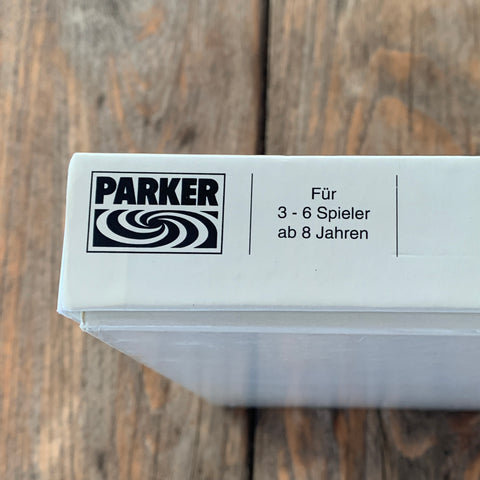 PARKER
Für
3 - 6 Spieler
ab 8 Jahren